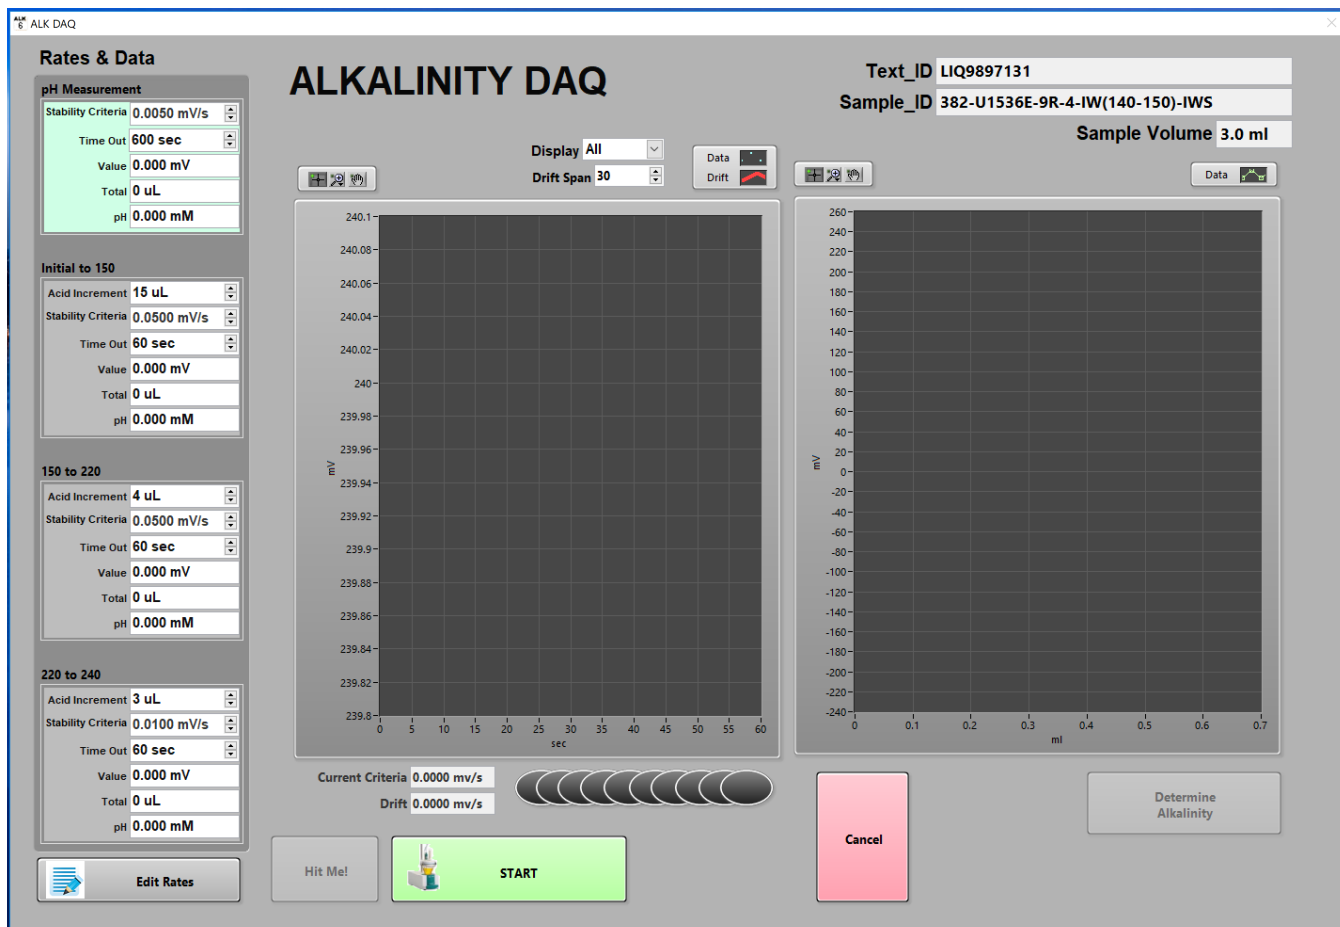 ALK 6 ALK DAQ
Rates & Data
pH Measurement
Stability Criteria 0.0050 mV/s
Time Out 600 sec
Value 0.000 mV
Total 0 uL
pH 0.000 mM
Initial to 150
Acid Increment 15 uL
Stability Criteria 0.0500 mV/s
Time Out 60 sec
Value 0.000 mV
Total 0 uL
pH 0.000 mM
150 to 220
Acid Increment 4 uL
Stability Criteria 0.0500 mV/s
Time Out 60 sec
Value 0.000 mV
Total 0 uL
pH 0.000 mM
220 to 240
Acid Increment 3 uL
Stability Criteria 0.0100 mV/s
Time Out 60 sec
Value 0.000 mV
Total 0 uL
pH 0.000 mM
Edit Rates
ALKALINITY DAQ
Text_ID LIQ9897131
Sample_ID 382-U1536E-9R-4-IW(140-150)-IWS
Sample Volume 3.0 ml
Display All
Drift Span 30
Data
Drift
240.1
240.08
240.06
240.04
240.02
240
239.98
239.96
239.94
239.92
239.9
239.88
239.86
239.84
239.82
239.8
mV
0 5 10 15 20 25 30 35 40 45 50 55 60
sec
Data
260
240
220
200
180
160
140
120
100
80
60
40
20
0
-20
-40
-60
-80
-100
-120
-140
-160
-180
-200
-220
-240
mV
0 0.1 0.2 0.3 0.4 0.5 0.6 0.7
ml
Current Criteria 0.0000 mv/s
Drift 0.0000 mv/s
Hit Me!
START
Cancel
Determine
Alkalinity